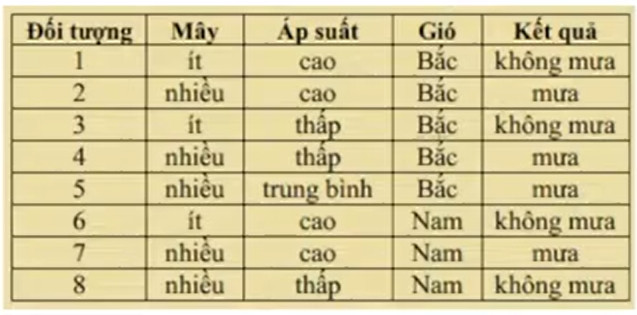 Đối tượng Mây Áp suất Gió Kết quả
1 ít cao Bắc không mưa
2 nhiều cao Bắc mưa
3 ít thấp Bắc không mưa
4 nhiều thấp Bắc mưa
5 nhiều trung bình Bắc mưa
6 ít cao Nam không mưa
7 nhiều cao Nam mưa
8 nhiều thấp Nam không mưa